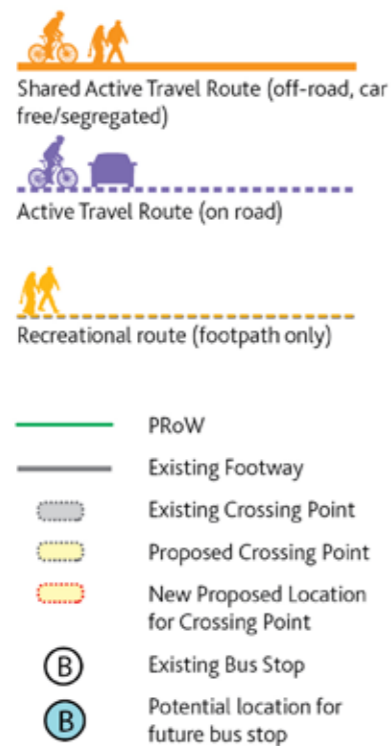 Shared Active Travel Route (off-road, car
free/segregated)
Active Travel Route (on road)
Recreational route (footpath only)
PRoW
Existing Footway
Existing Crossing Point
Proposed Crossing Point
New Proposed Location
for Crossing Point
B Existing Bus Stop
B Potential location for
future bus stop